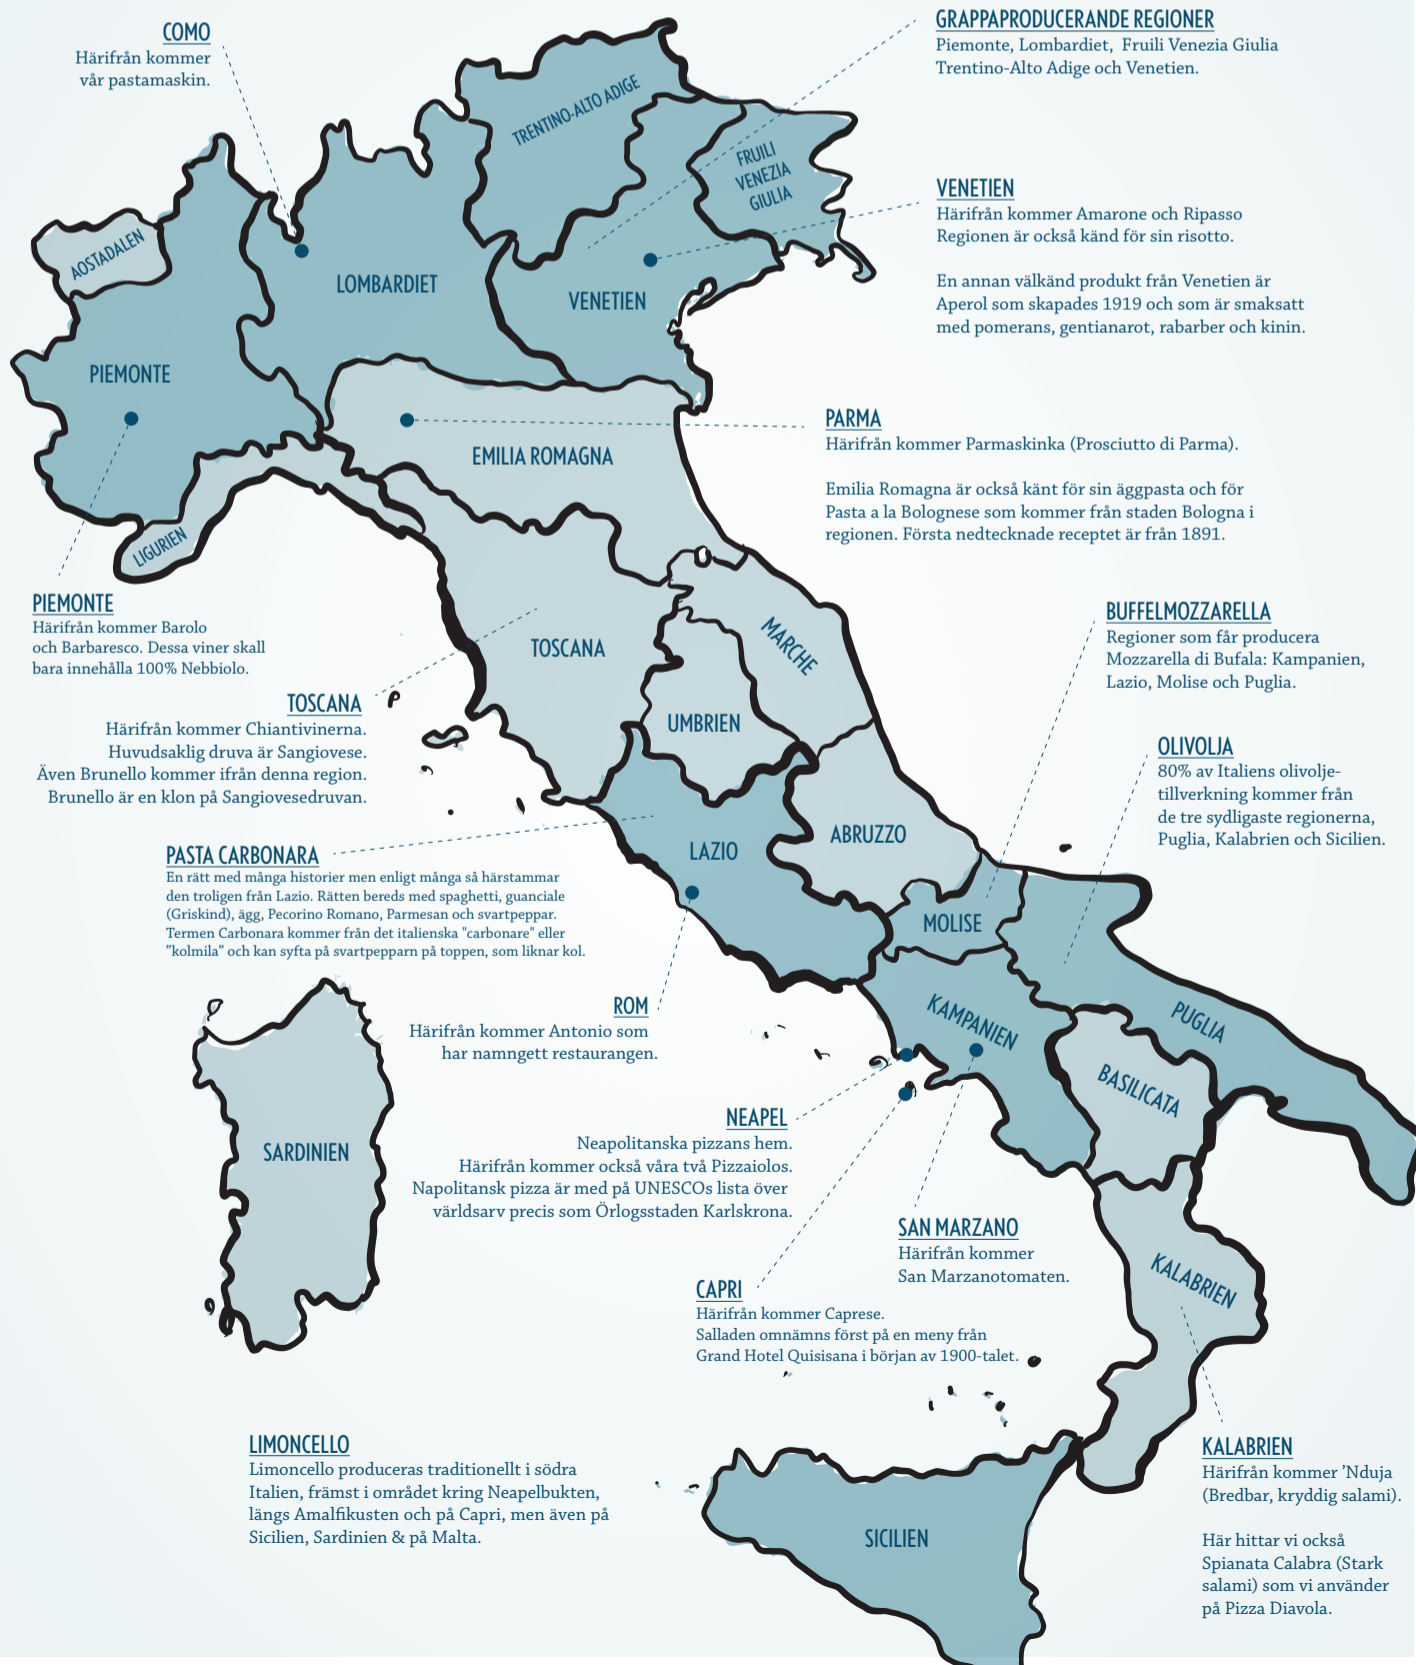 COMO
Härifrån kommer
vår pastamaskin.
GRAPPAPRODUCERANDE REGIONER
Piemonte, Lombardiet, Fruili Venezia Giulia
Trentino-Alto Adige och Venetien.
TRENTINO-ALTO ADIGE
FRUILI
VENEZIA
GIULIA
VENETIEN
Härifrån kommer Amarone och Ripasso
Regionen är också känd för sin risotto.
En annan välkänd produkt från Venetien är
Aperol som skapades 1919 och som är smaksatt
med pomerans, gentianarot, rabarber och kinin.
AOSTADALEN
LOMBARDIET
VENETIEN
PIEMONTE
PARMA
Härifrån kommer Parmaskinka (Prosciutto di Parma).
Emilia Romagna är också känt för sin äggpasta och för
Pasta a la Bolognese som kommer från staden Bologna i
regionen. Första nedtecknade receptet är från 1891.
EMILIA ROMAGNA
LIGURIEN
PIEMONTE
Härifrån kommer Barolo
och Barbaresco. Dessa viner skall
bara innehålla 100% Nebbiolo.
TOSCANA
MARCHE
UMBRIEN
BUFFELMOZZARELLA
Regioner som får producera
Mozzarella di Bufala: Kampanien,
Lazio, Molise och Puglia.
TOSCANA
Härifrån kommer Chiantivinerna.
Huvudsaklig druva är Sangiovese.
Även Brunello kommer ifrån denna region.
Brunello är en klon på Sangiovesedruvan.
OLIVOLJA
80% av Italiens olivolje-
tillverkning kommer från
de tre sydligaste regionerna,
Puglia, Kalabrien och Sicilien.
PASTA CARBONARA
En rätt med många historier men enligt många så härstammar
den troligen från Lazio. Rätten bereds med spaghetti, guanciale
(Griskind), ägg, Pecorino Romano, Parmesan och svartpeppar.
Termen Carbonara kommer från det italienska "carbonare" eller
"kolmila" och kan syfta på svartpepparn på toppen, som liknar kol.
LAZIO
ABRUZZO
MOLISE
KAMPANIEN
PUGLIA
BASILICATA
ROM
Härifrån kommer Antonio som
har namngett restaurangen.
SARDINIEN
NEAPEL
Neapolitanska pizzans hem.
Härifrån kommer också våra två Pizzaiolos.
Napolitansk pizza är med på UNESCOs lista över
världsarv precis som Örlogsstaden Karlskrona.
SAN MARZANO
Härifrån kommer
San Marzanotomaten.
CAPRI
Härifrån kommer Caprese.
Salladen omnämns först på en meny från
Grand Hotel Quisisana i början av 1900-talet.
KALABRIEN
LIMONCELLO
Limoncello produceras traditionellt i södra
Italien, främst i området kring Neapelbukten,
längs Amalfikusten och på Capri, men även på
Sicilien, Sardinien & på Malta.
SICILIEN
KALABRIEN
Härifrån kommer ’Nduja
(Bredbar, kryddig salami).
Här hittar vi också
Spianata Calabra (Stark
salami) som vi använder
på Pizza Diavola.